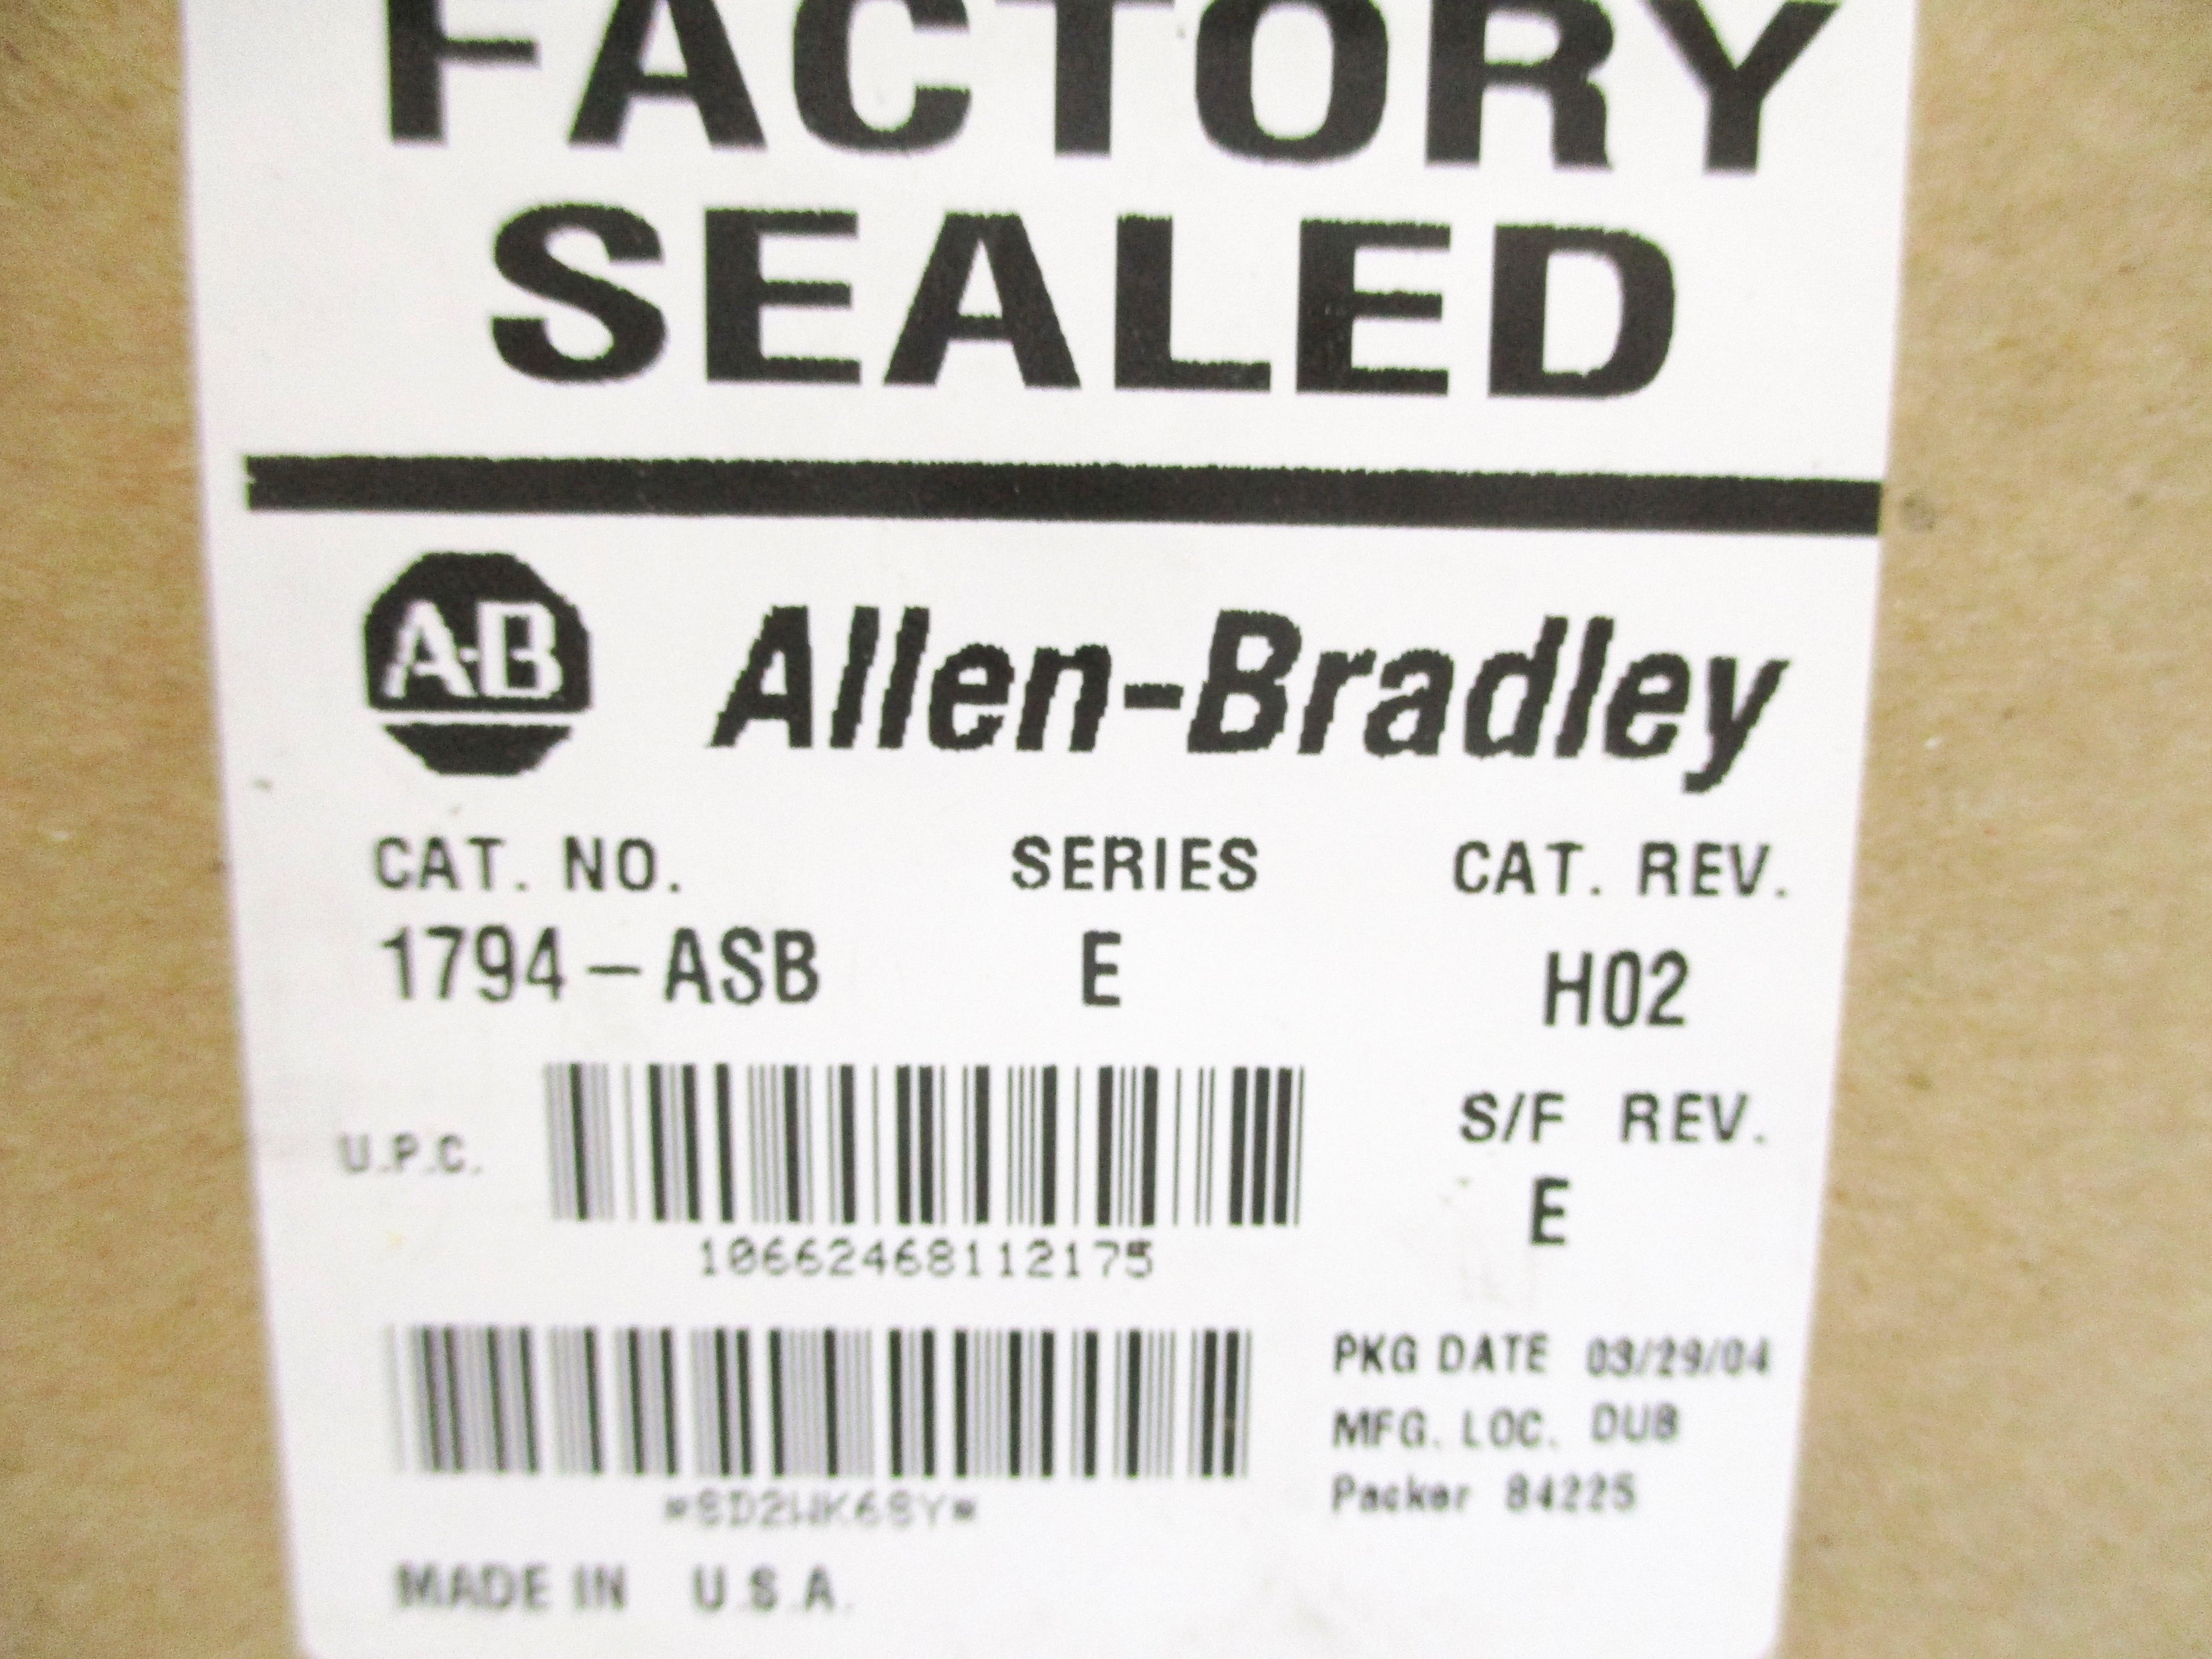 FACTORY
SEALED
A-B Allen-Bradley
CAT. NO. SERIES CAT. REV.
1794-ASB E H02
U.P.C. S/F REV.
10662468112175 E
PKG DATE 03/29/04
MFG. LOC. DUB
Packer 84225
MADE IN U.S.A.